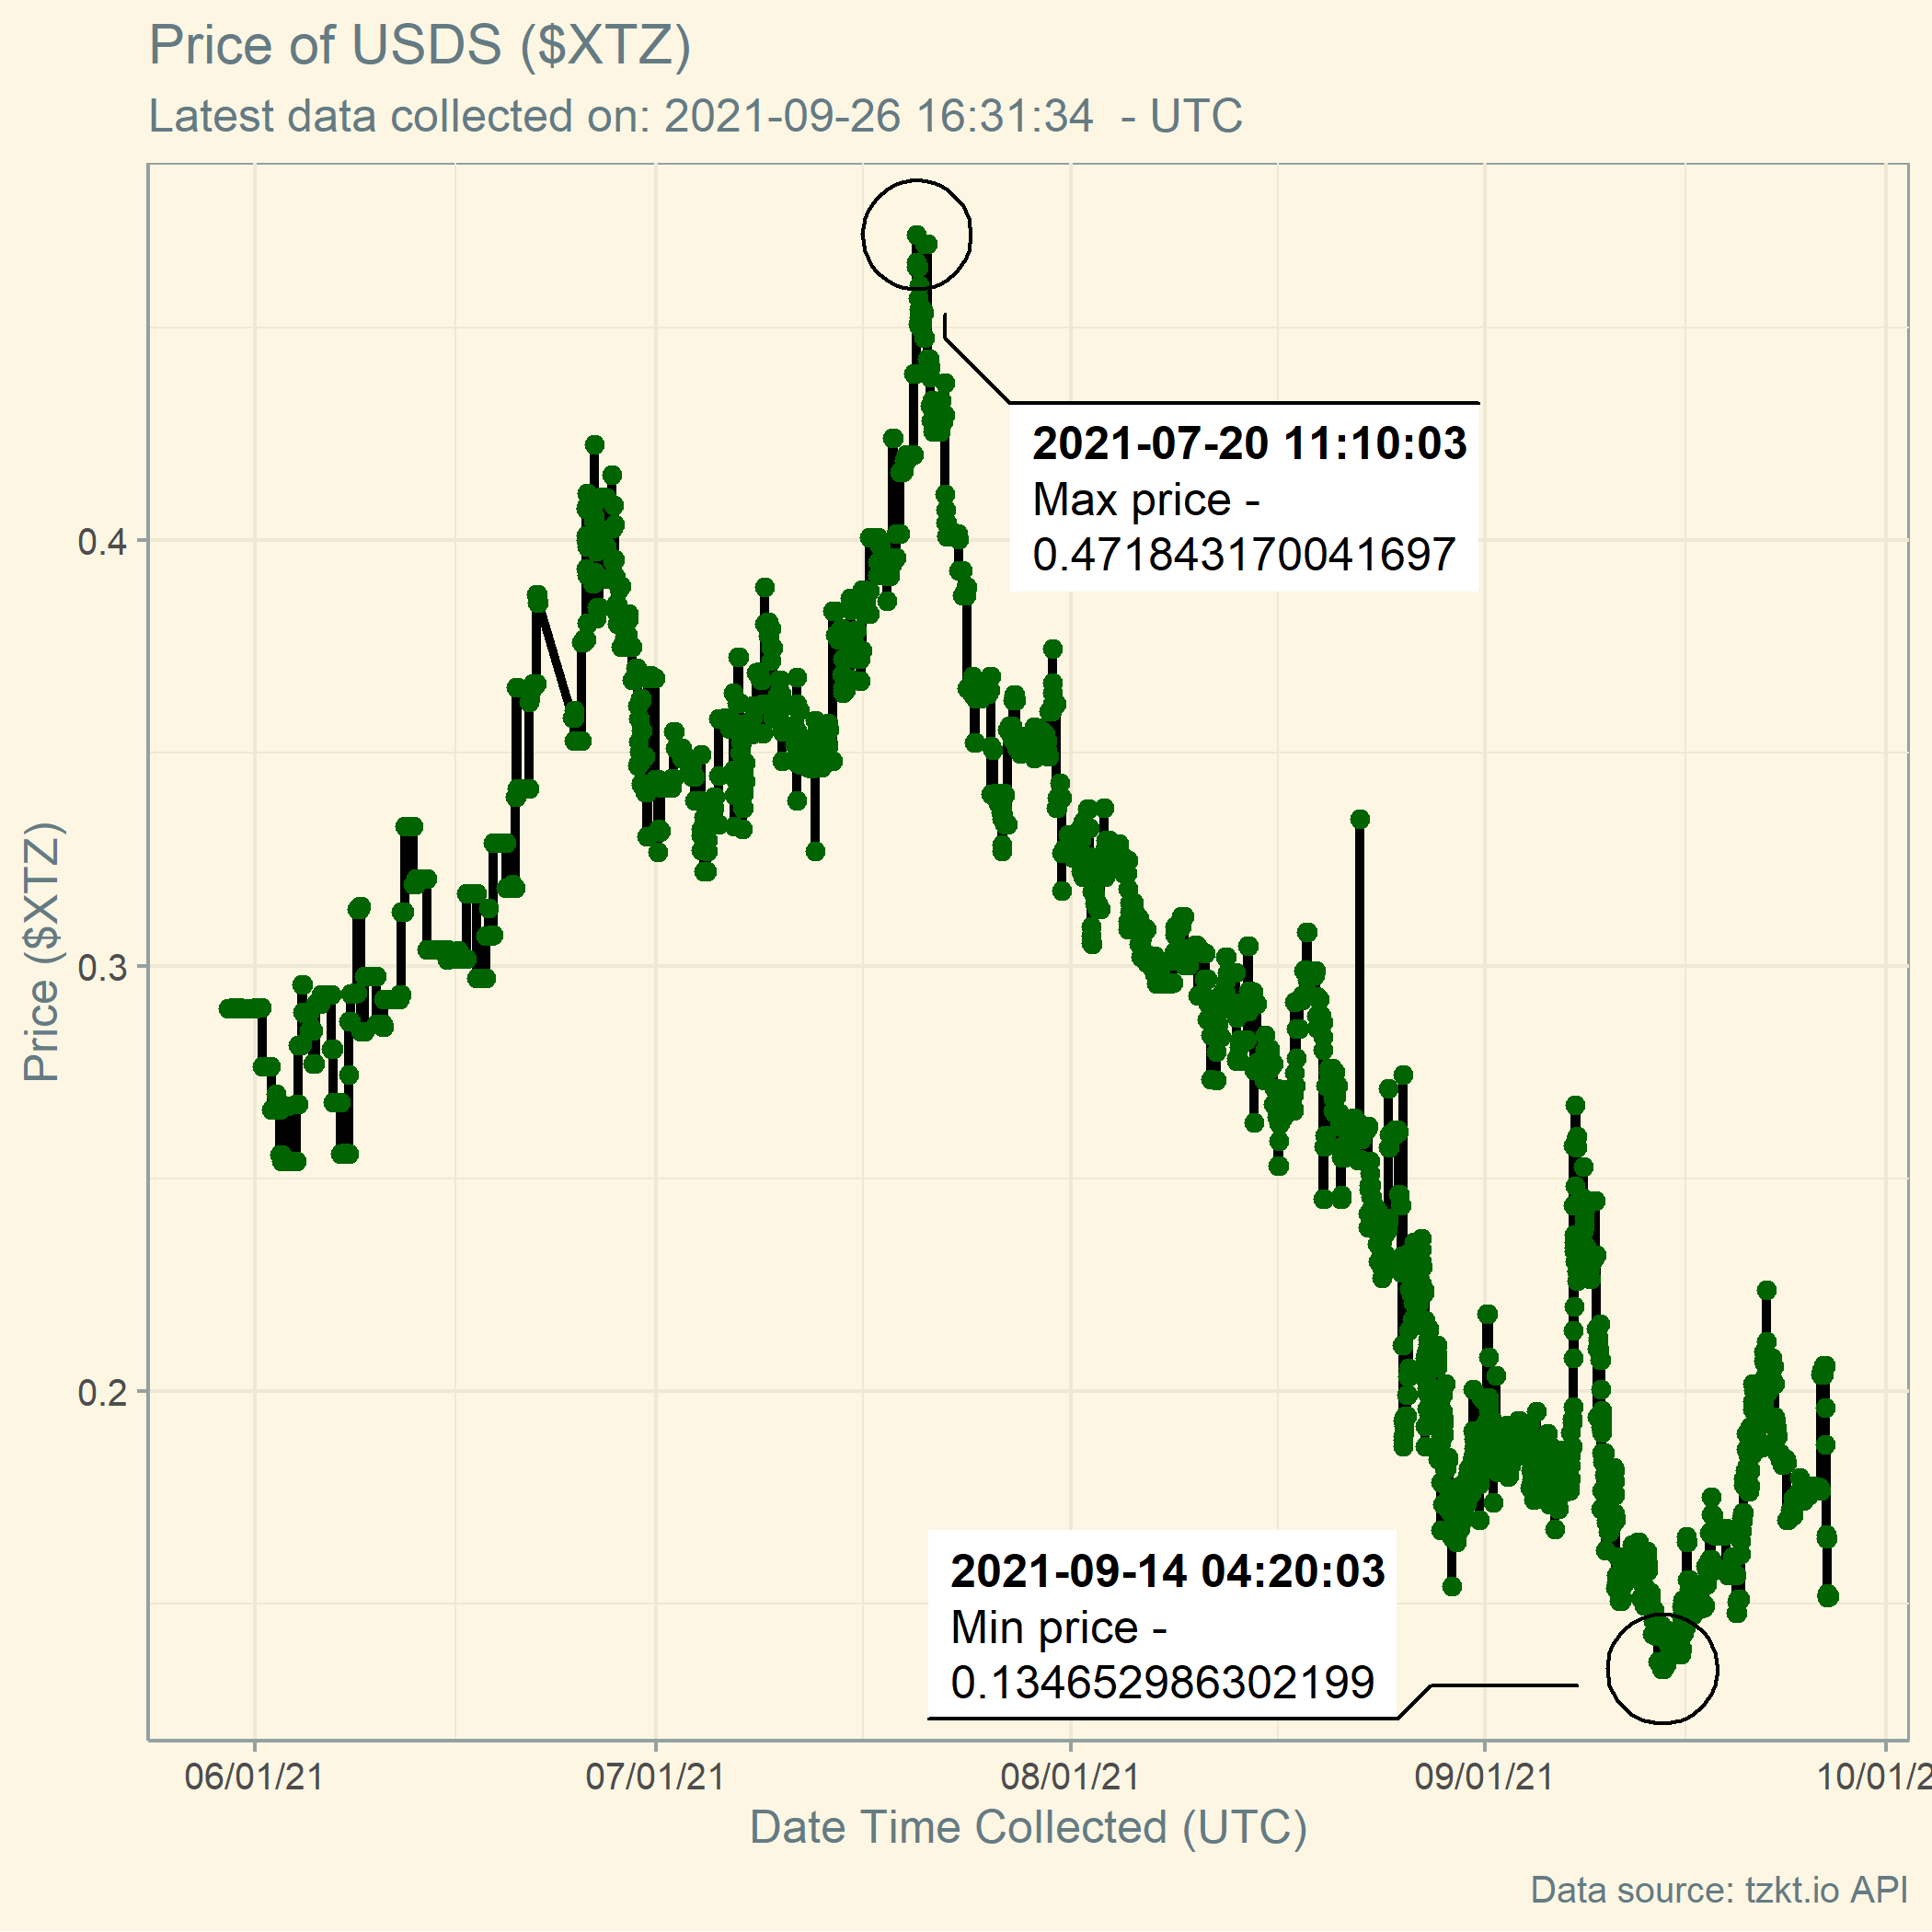 Price of USDS ($XTZ)
Latest data collected on: 2021-09-26 16:31:34  - UTC
2021-07-20 11:10:03
Max price -
0.471843170041697
0.4
0.3
0.2
Price ($XTZ)
2021-09-14 04:20:03
Min price -
0.134652986302199
06/01/21 07/01/21 08/01/21 09/01/21 10/01/2
Date Time Collected (UTC)
Data source: tzkt.io API